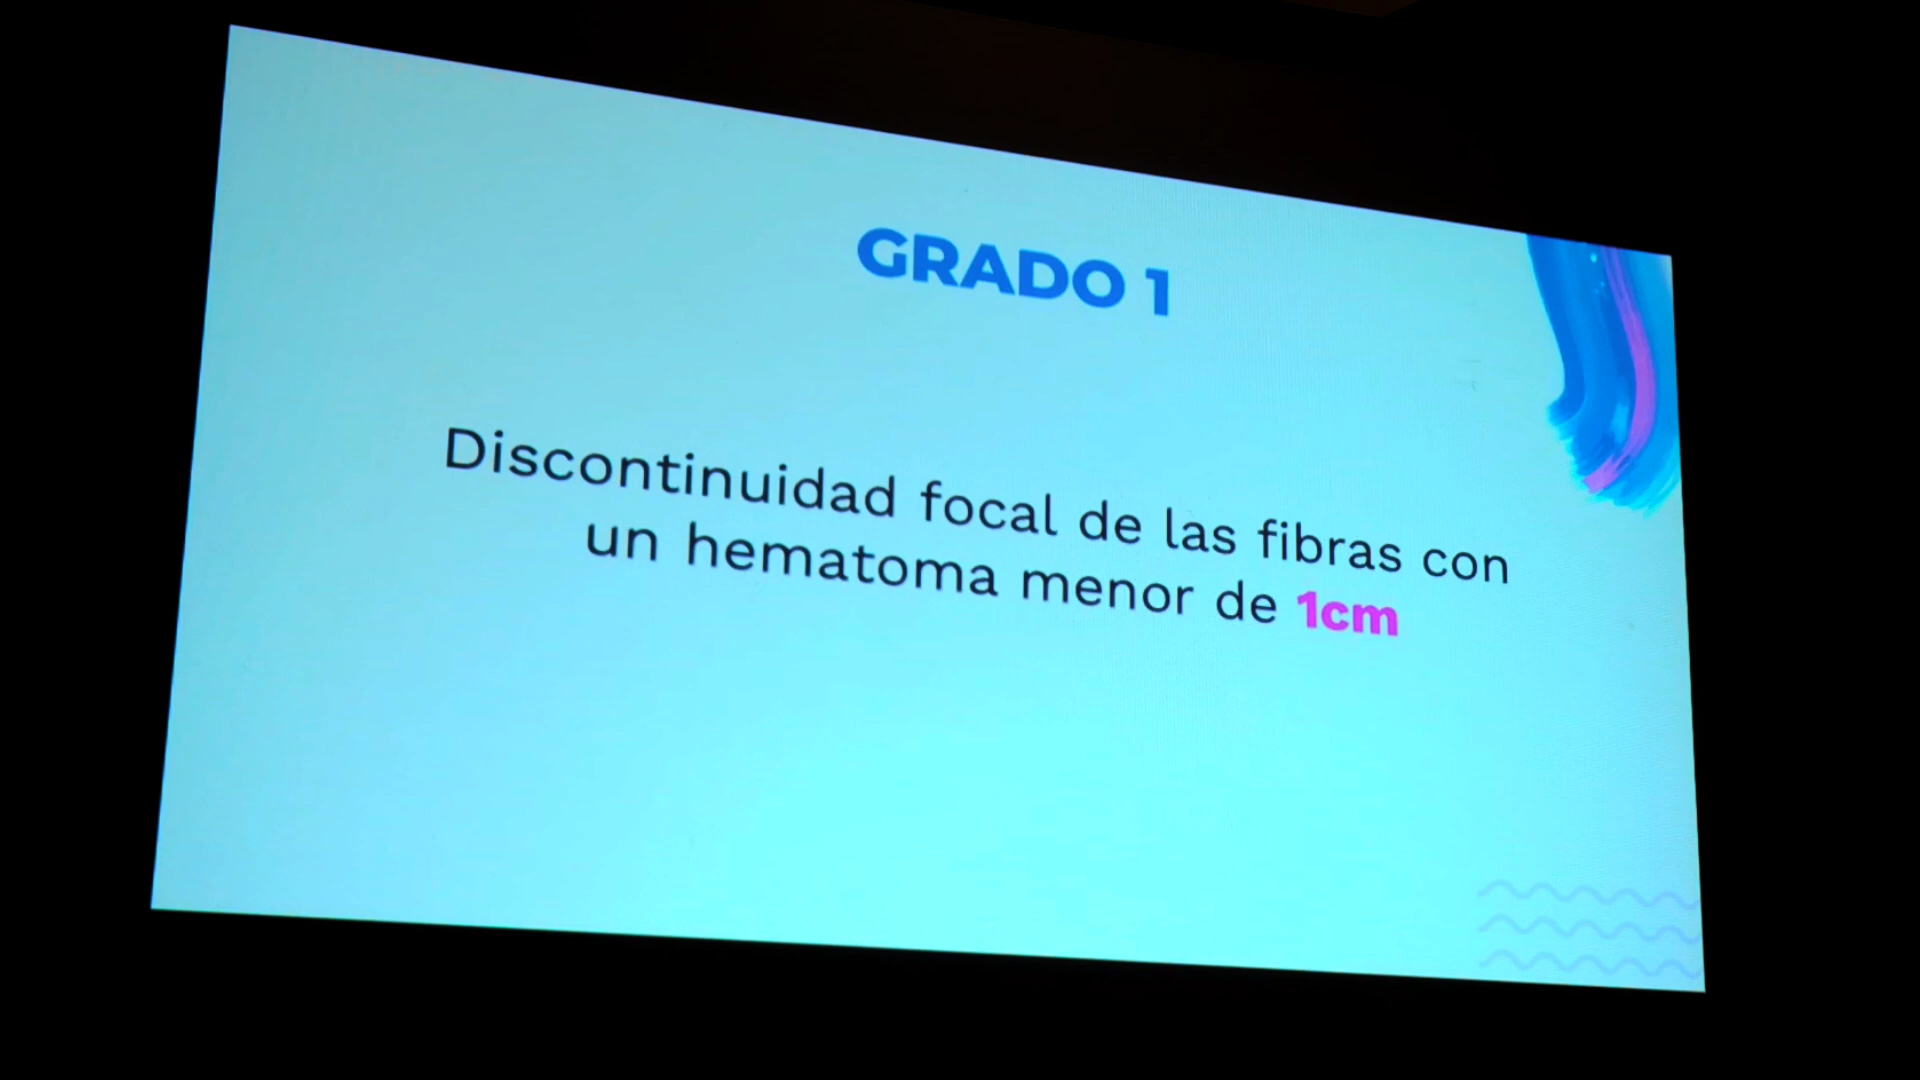 GRADO 1
Discontinuidad focal de las fibras con
un hematoma menor de 1cm